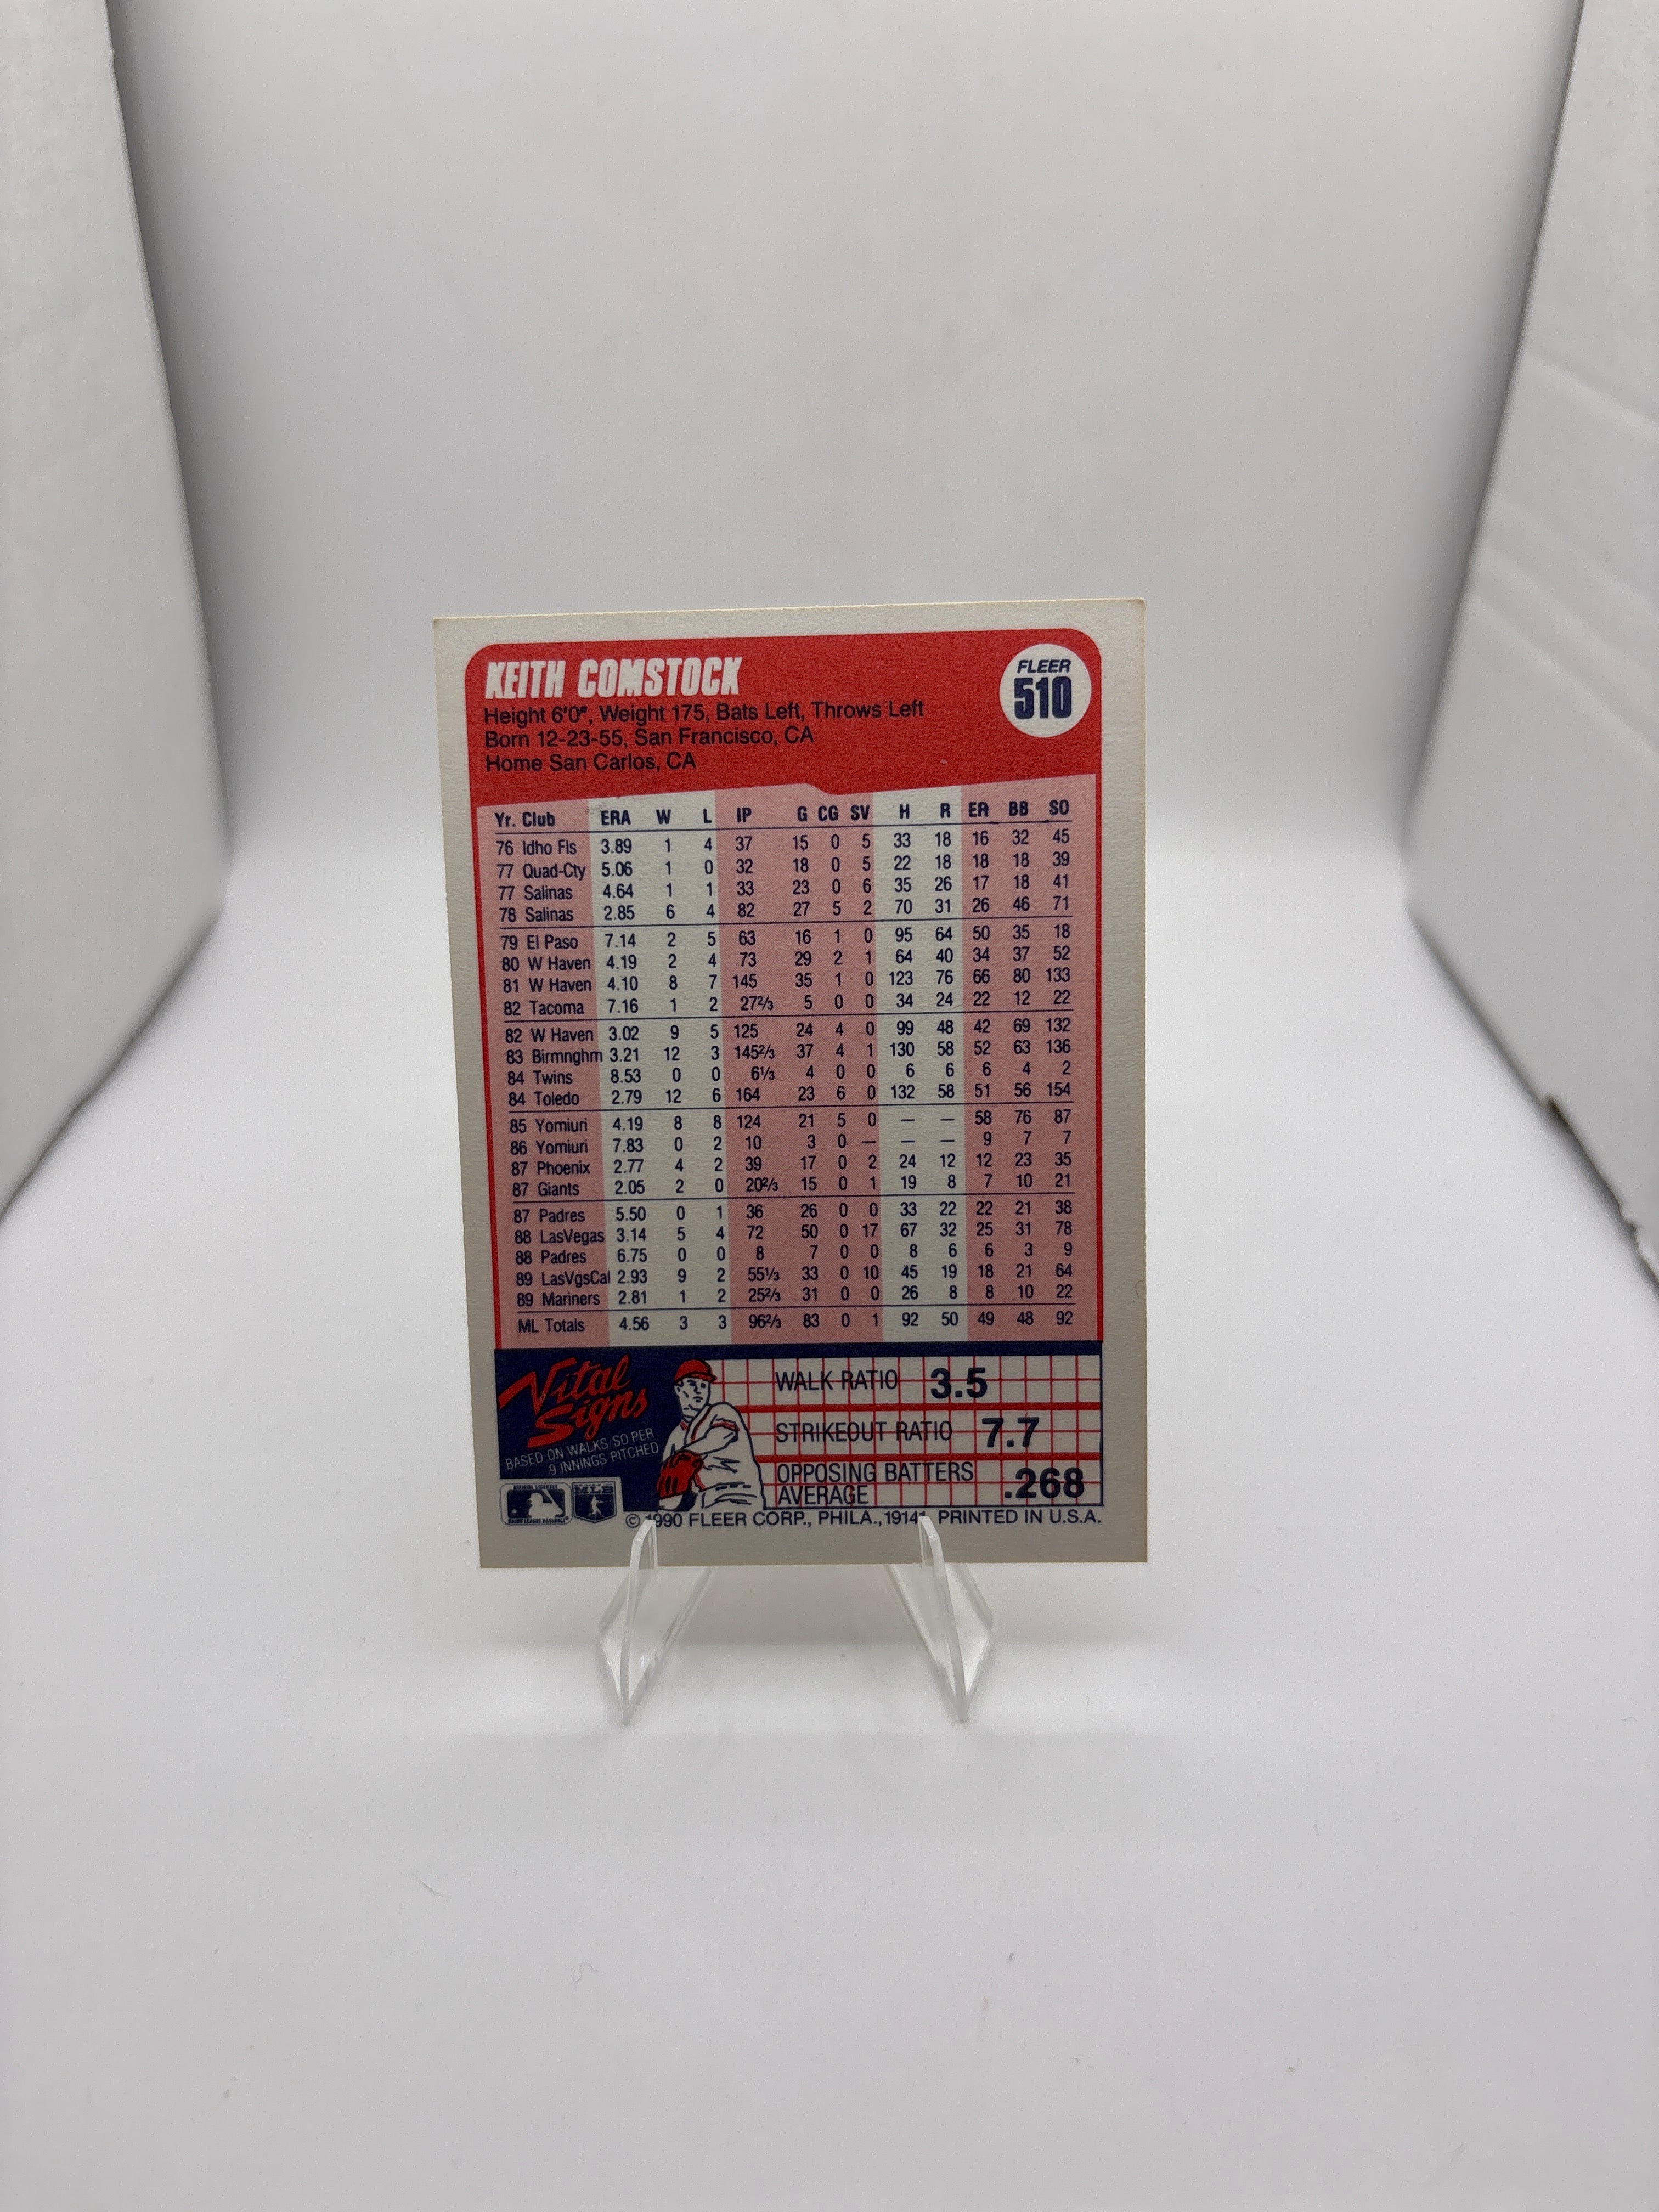 KEITH COMSTOCK
FLEER
510
Height 6'0", Weight 175, Bats Left, Throws Left
Born 12-23-55, San Francisco, CA
Home San Carlos, CA
Yr. Club ERA W L IP G CG SV H R ER BB SO
76 Idho Fls 3.89 1 4 37 15 0 5 33 18 16 32 45
77 Quad-Cty 5.06 1 0 32 18 0 5 22 18 18 18 39
77 Salinas 4.64 1 1 33 23 0 6 35 26 17 18 41
78 Salinas 2.85 6 4 82 27 5 2 70 31 26 46 71
79 El Paso 7.14 2 5 63 16 1 0 95 64 50 35 18
80 W Haven 4.19 2 4 73 29 2 1 64 40 34 37 52
81 W Haven 4.10 8 7 145 35 1 0 123 76 66 80 133
82 Tacoma 7.16 1 2 27⅔ 5 0 0 34 24 22 12 22
82 W Haven 3.02 9 5 125 24 4 0 99 48 42 69 132
83 Birmnghm 3.21 12 3 145⅔ 37 4 1 130 58 52 63 136
84 Twins 8.53 0 0 6⅓ 4 0 0 6 6 6 4 2
84 Toledo 2.79 12 6 164 23 6 0 132 58 51 56 154
85 Yomiuri 4.19 8 8 124 21 5 0 — — 58 76 87
86 Yomiuri 7.83 0 2 10 3 0 — — — 9 7 7
87 Phoenix 2.77 4 2 39 17 0 2 24 12 12 23 35
87 Giants 2.05 2 0 20⅔ 15 0 1 19 8 7 10 21
87 Padres 5.50 0 1 36 26 0 0 33 22 22 21 38
88 LasVegas 3.14 5 4 72 50 0 17 67 32 25 31 78
88 Padres 6.75 0 0 8 7 0 0 8 6 6 3 9
89 LasVgsCal 2.93 9 2 55⅓ 33 0 10 45 19 18 21 64
89 Mariners 2.81 1 2 25⅔ 31 0 0 26 8 8 10 22
ML Totals 4.56 3 3 96⅔ 83 0 1 92 50 49 48 92
Vital
Signs
BASED ON WALKS/SO PER
9 INNINGS PITCHED
WALK RATIO 3.5
STRIKEOUT RATIO 7.7
OPPOSING BATTERS
AVERAGE .268
MLB
© 1990 FLEER CORP., PHILA., 19141 PRINTED IN U.S.A.